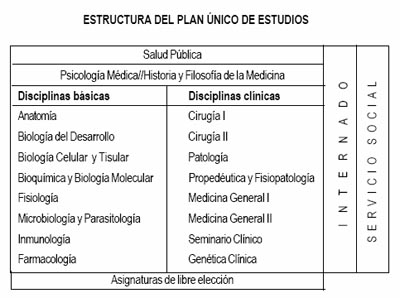 ESTRUCTURA DEL PLAN ÚNICO DE ESTUDIOS
Salud Pública
Psicología Médica//Historia y Filosofía de la Medicina
Disciplinas básicas
Disciplinas clínicas
Anatomía
Cirugía I
Biología del Desarrollo
Cirugía II
Biología Celular y Tisular
Patología
Bioquímica y Biología Molecular
Propedéutica y Fisiopatología
Fisiología
Medicina General I
Microbiología y Parasitología
Medicina General II
Inmunología
Seminario Clínico
Farmacología
Genética Clínica
Asignaturas de libre elección
INTERNADO
SERVICIO SOCIAL